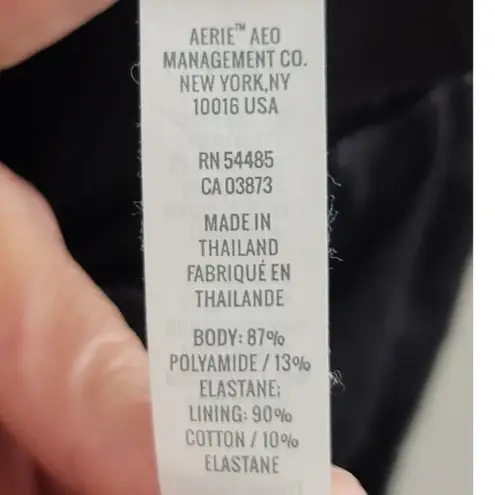 AERIE™ AEO
MANAGEMENT CO.
NEW YORK,NY
10016 USA
RN 54485
CA 03873
MADE IN
THAILAND
FABRIQUÉ EN
THAILANDE
BODY: 87%
POLYAMIDE / 13%
ELASTANE;
LINING: 90%
COTTON / 10%
ELASTANE